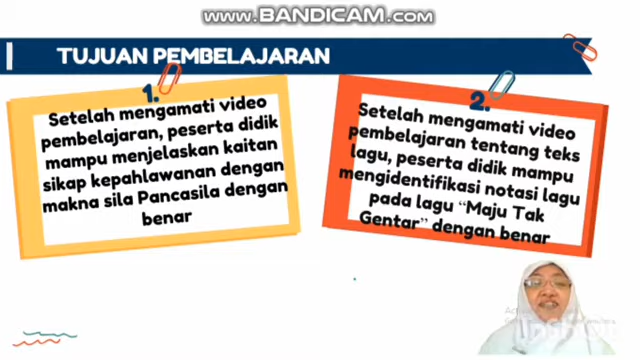 www.BANDICAM.com
TUJUAN PEMBELAJARAN
1.
Setelah mengamati video
pembelajaran, peserta didik
mampu menjelaskan kaitan
sikap kepahlawanan dengan
makna sila Pancasila dengan
benar
2.
Setelah mengamati video
pembelajaran tentang teks
lagu, peserta didik mampu
mengidentifikasi notasi lagu
pada lagu “Maju Tak
Gentar” dengan benar